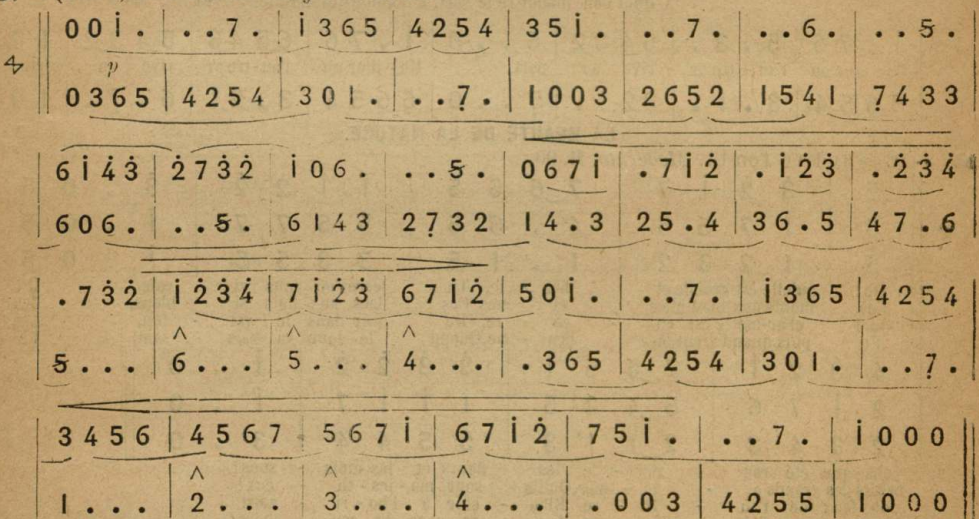 0 0 i̇ . | . . 7 . | i̇ 3 6 5 | 4 2 5 4 | 3 5 i̇ . | . . 7 . | . . 6 . | . . 5̶ .
p
0 3 6 5 | 4 2 5 4 | 3 0 1 . | . . 7̣ . | 1 0 0 3 | 2 6 5 2 | 1 5 4 1 | 7̣ 4 3 3
6 i̇ 4̇ 3̇ | 2̇ 7 3̇ 2̇ | i̇ 0 6 . | . . 5̶ . | 0 6 7 i̇ | . 7 i̇ 2̇ | . i̇ 2̇ 3̇ | . 2̇ 3̇ 4̇
6 0 6 . | . . 5̶ . | 6 1 4 3 | 2 7̣ 3 2 | 1 4 . 3 | 2 5 . 4 | 3 6 . 5 | 4 7 . 6
. 7 3̇ 2̇ | i̇ 2̇ 3̇ 4̇ | 7 i̇ 2̇ 3̇ | 6 7 i̇ 2̇ | 5 0 i̇ . | . . 7 . | i̇ 3 6 5 | 4 2 5 4
^ ^ ^
5̶ . . . | 6 . . . | 5 . . . | 4 . . . | . 3 6 5 | 4 2 5 4 | 3 0 1 . | . . 7̣ .
3 4 5 6 | 4 5 6 7 | 5 6 7 i̇ | 6 7 i̇ 2̇ | 7 5 i̇ . | . . 7 . | i̇ 0 0 0
^ ^ ^
1 . . . | 2 . . . | 3 . . . | 4 . . . | . 0 0 3 | 4 2 5 5 | 1 0 0 0